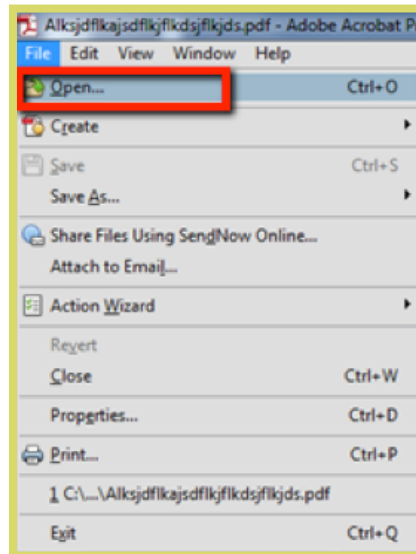 Alksjdflkajsdflkjflkdsjflkjds.pdf - Adobe Acrobat P
File Edit View Window Help
Open... Ctrl+O
Create
Save Ctrl+S
Save As...
Share Files Using SendNow Online...
Attach to Email...
Action Wizard
Revert
Close Ctrl+W
Properties... Ctrl+D
Print... Ctrl+P
1 C:\...\Alksjdflkajsdflkjflkdsjflkjds.pdf
Exit Ctrl+Q